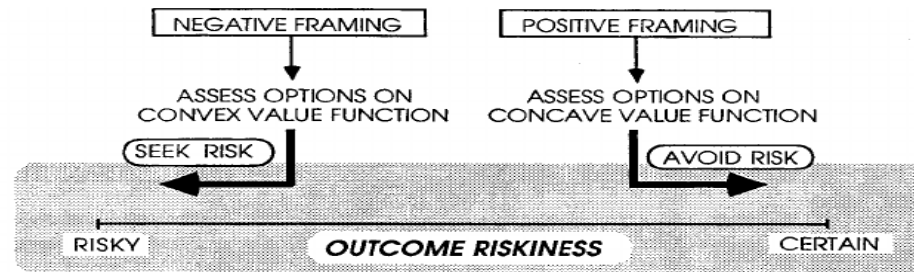 NEGATIVE FRAMING
POSITIVE FRAMING
ASSESS OPTIONS ON
CONVEX VALUE FUNCTION
ASSESS OPTIONS ON
CONCAVE VALUE FUNCTION
SEEK RISK
AVOID RISK
RISKY
OUTCOME RISKINESS
CERTAIN